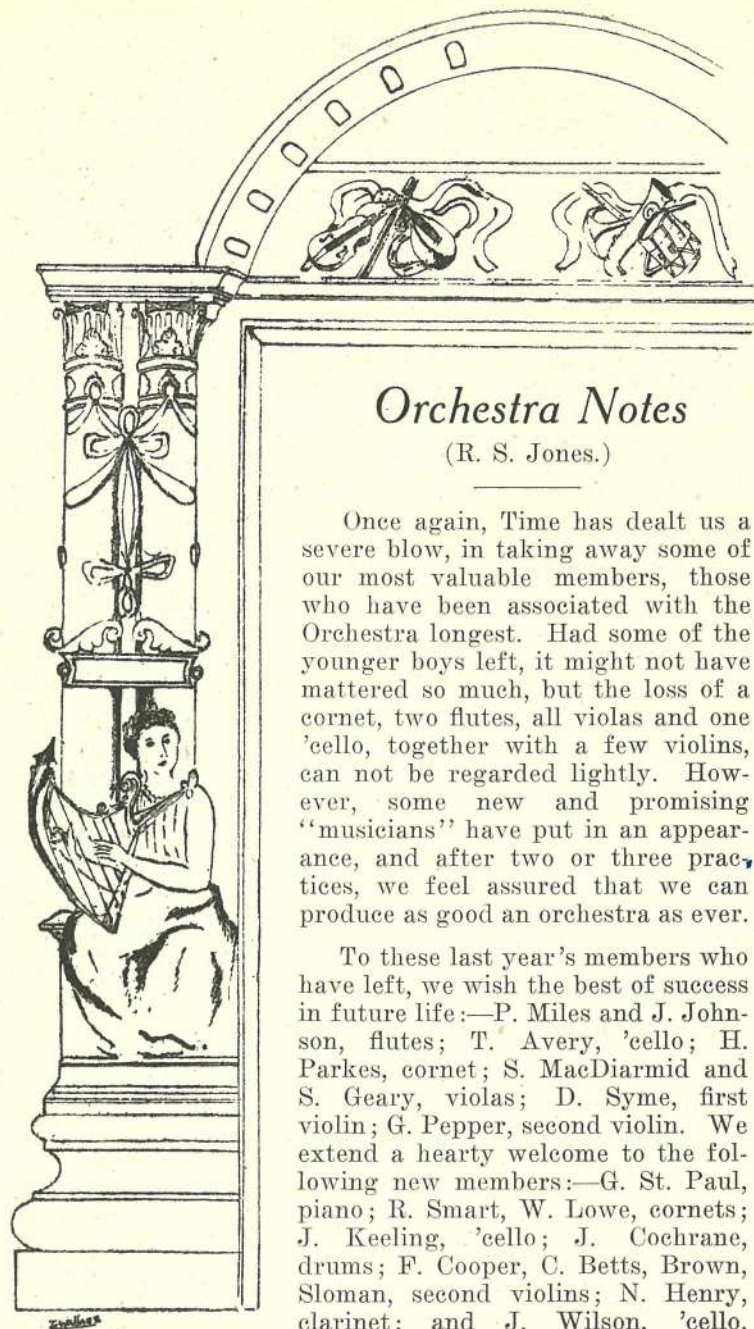 Orchestra Notes
(R. S. Jones.)
Once again, Time has dealt us a
severe blow, in taking away some of
our most valuable members, those
who have been associated with the
Orchestra longest. Had some of the
younger boys left, it might not have
mattered so much, but the loss of a
cornet, two flutes, all violas and one
'cello, together with a few violins,
can not be regarded lightly. How-
ever, some new and promising
"musicians" have put in an appear-
ance, and after two or three prac-
tices, we feel assured that we can
produce as good an orchestra as ever.
To these last year's members who
have left, we wish the best of success
in future life:—P. Miles and J. John-
son, flutes; T. Avery, 'cello; H.
Parkes, cornet; S. MacDiarmid and
S. Geary, violas; D. Syme, first
violin; G. Pepper, second violin. We
extend a hearty welcome to the fol-
lowing new members:—G. St. Paul,
piano; R. Smart, W. Lowe, cornets;
J. Keeling, 'cello; J. Cochrane,
drums; F. Cooper, C. Betts, Brown,
Sloman, second violins; N. Henry,
clarinet; and J. Wilson, 'cello.